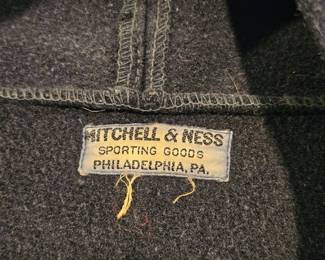 MITCHELL & NESS
SPORTING GOODS
PHILADELPHIA, PA.